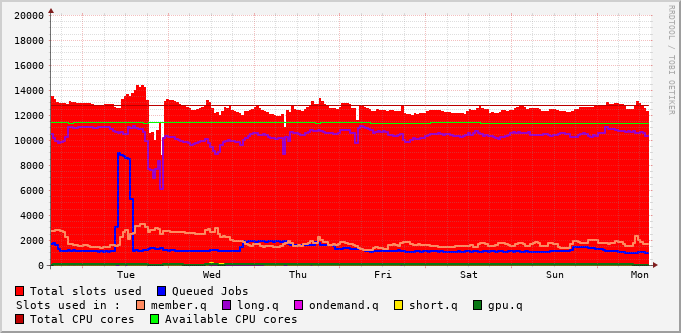 20000
18000
16000
14000
12000
10000
8000
6000
4000
2000
0
Tue Wed Thu Fri Sat Sun Mon
RRDTOOL / TOBI OETIKER
Total slots used Queued Jobs
Slots used in : member.q long.q ondemand.q short.q gpu.q
Total CPU cores Available CPU cores